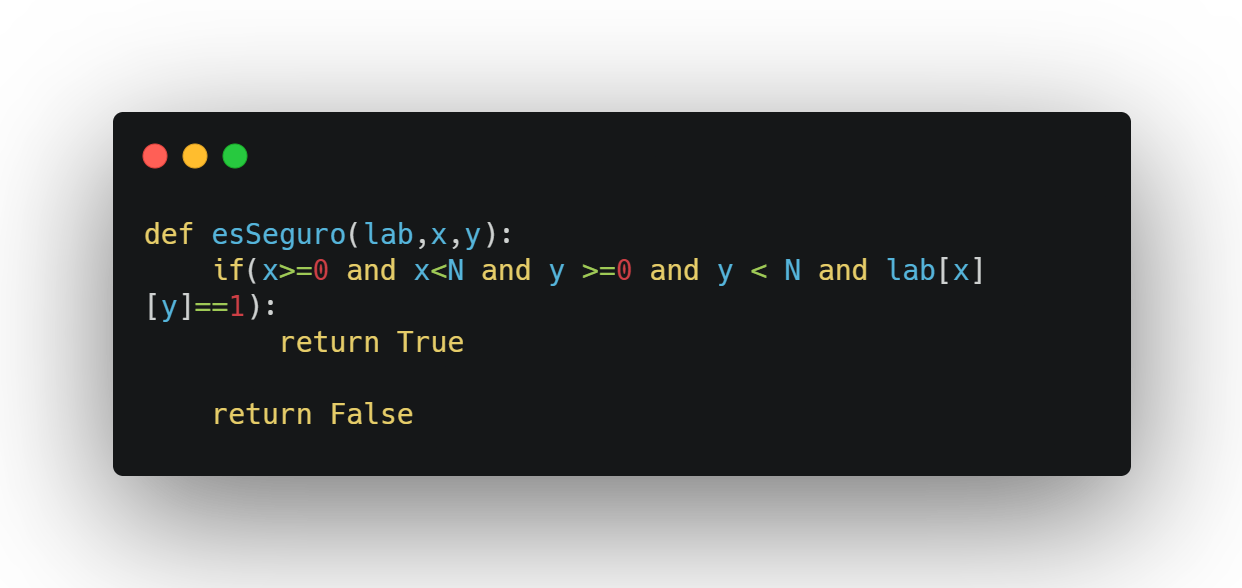 def esSeguro(lab,x,y):
    if(x>=0 and x<N and y >=0 and y < N and lab[x]
[y]==1):
        return True
    return False